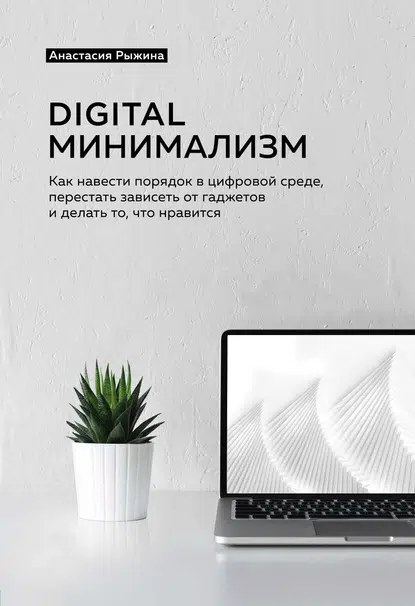 Анастасия Рыжина
DIGITAL
МИНИМАЛИЗМ
Как навести порядок в цифровой среде,
перестать зависеть от гаджетов
и делать то, что нравится